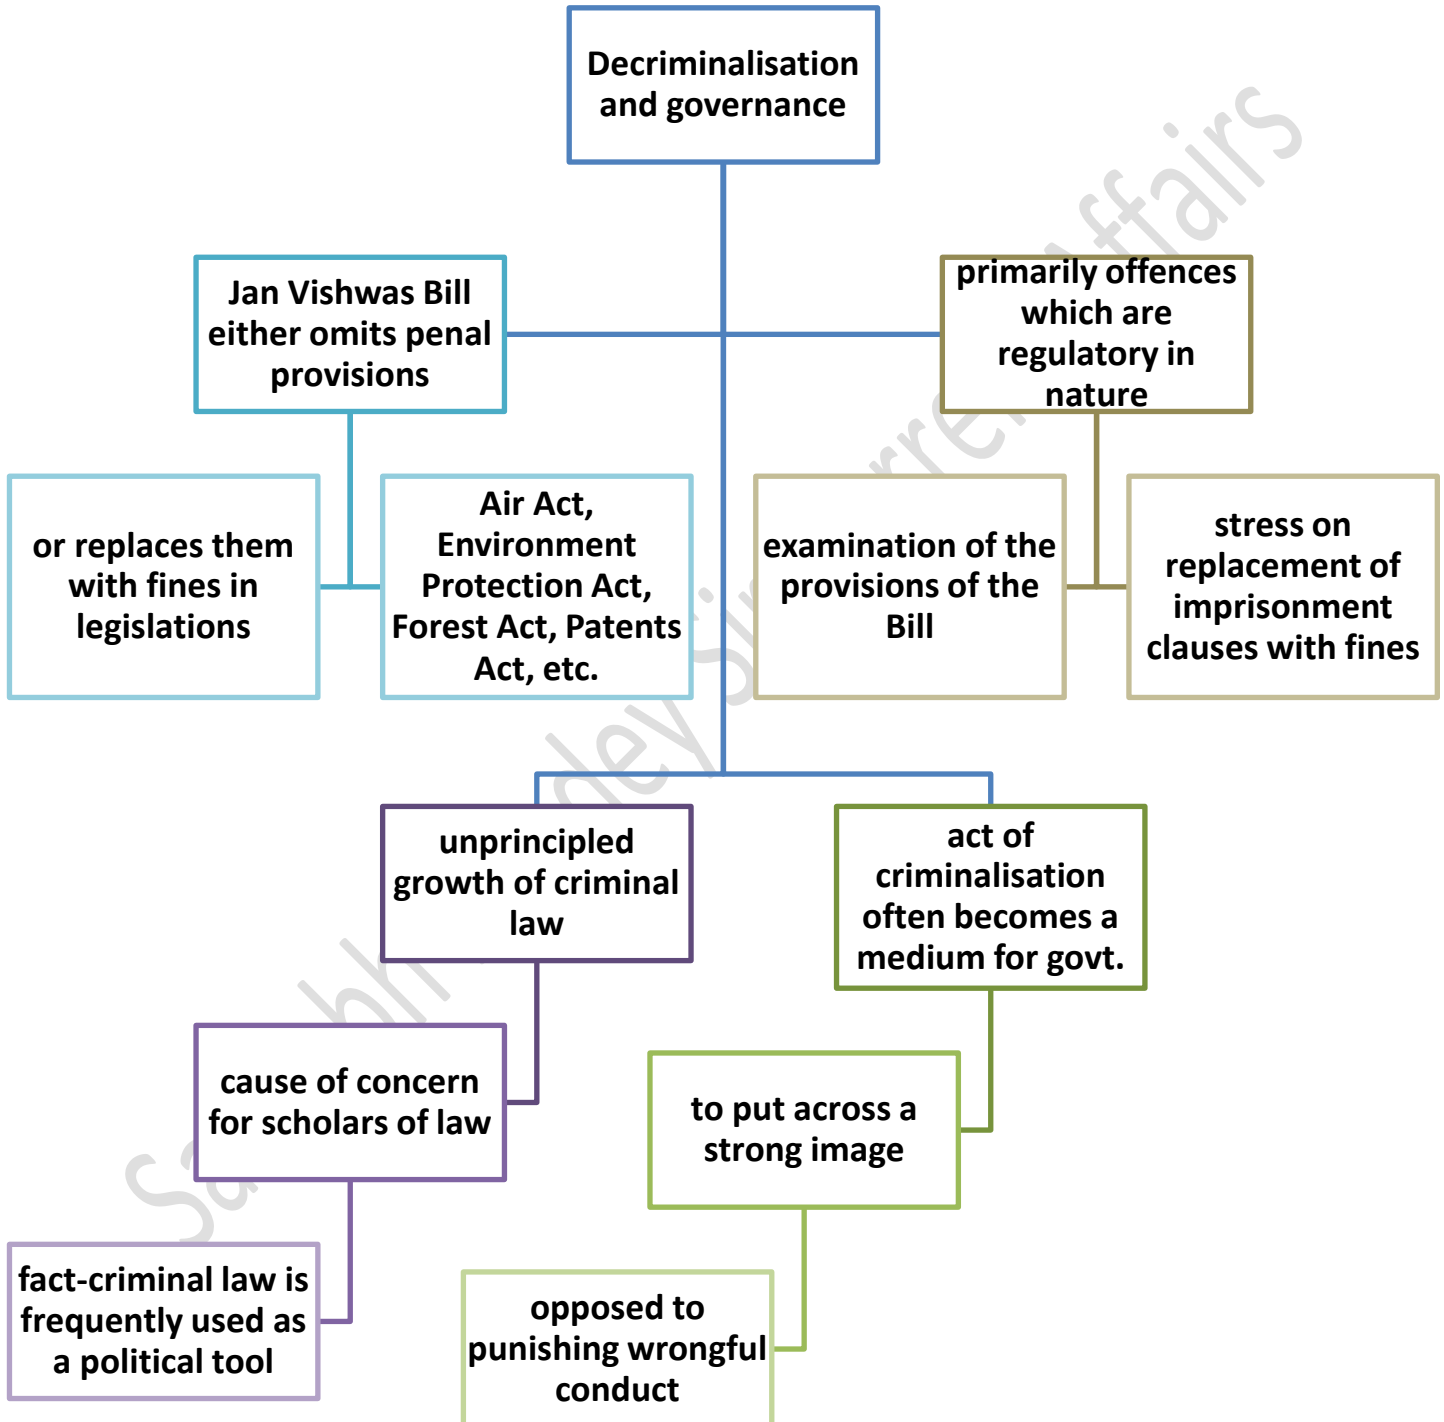 Decriminalisation
and governance
Jan Vishwas Bill
either omits penal
provisions
primarily offences
which are
regulatory in
nature
or replaces them
with fines in
legislations
Air Act,
Environment
Protection Act,
Forest Act, Patents
Act, etc.
examination of the
provisions of the
Bill
stress on
replacement of
imprisonment
clauses with fines
unprincipled
growth of criminal
law
act of
criminalisation
often becomes a
medium for govt.
cause of concern
for scholars of law
to put across a
strong image
fact-criminal law is
frequently used as
a political tool
opposed to
punishing wrongful
conduct